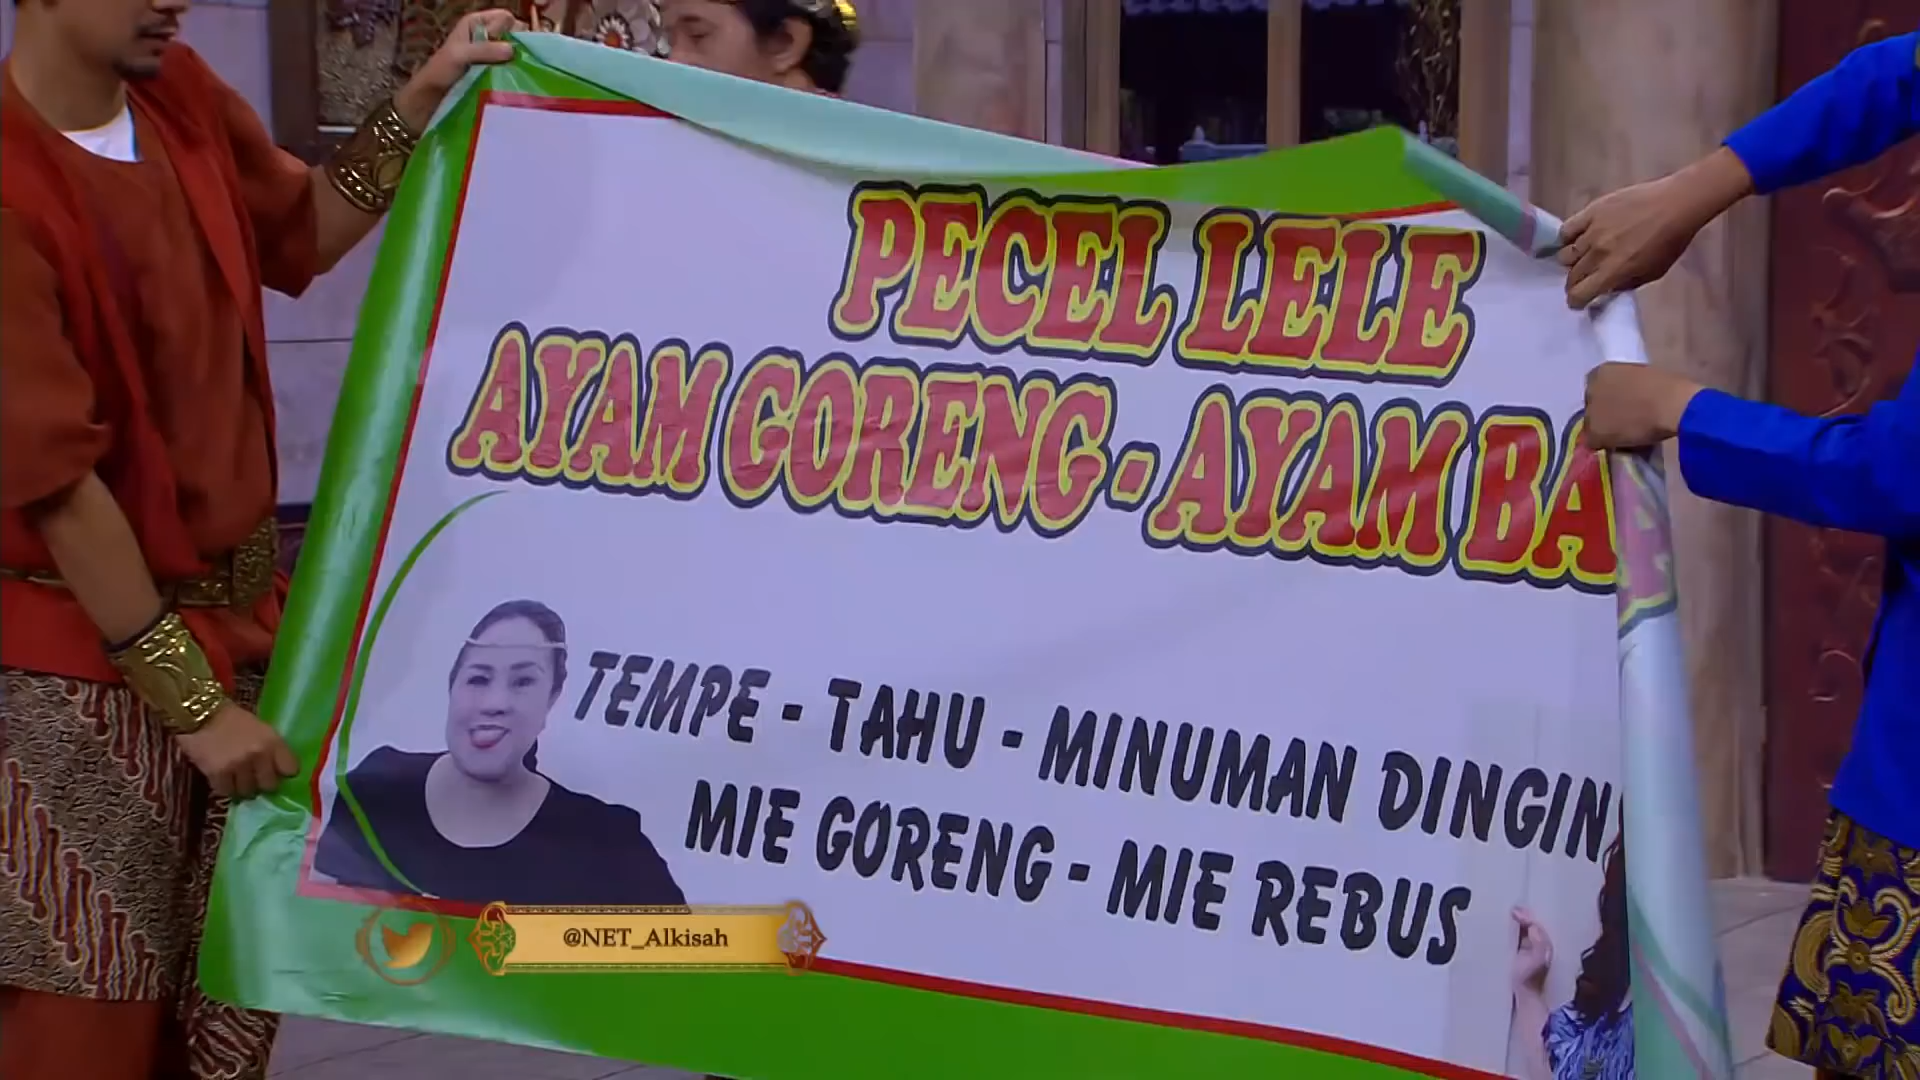 PECEL LELE
AYAM GORENG - AYAM BA
TEMPE - TAHU - MINUMAN DINGIN
MIE GORENG - MIE REBUS
@NET_Alkisah